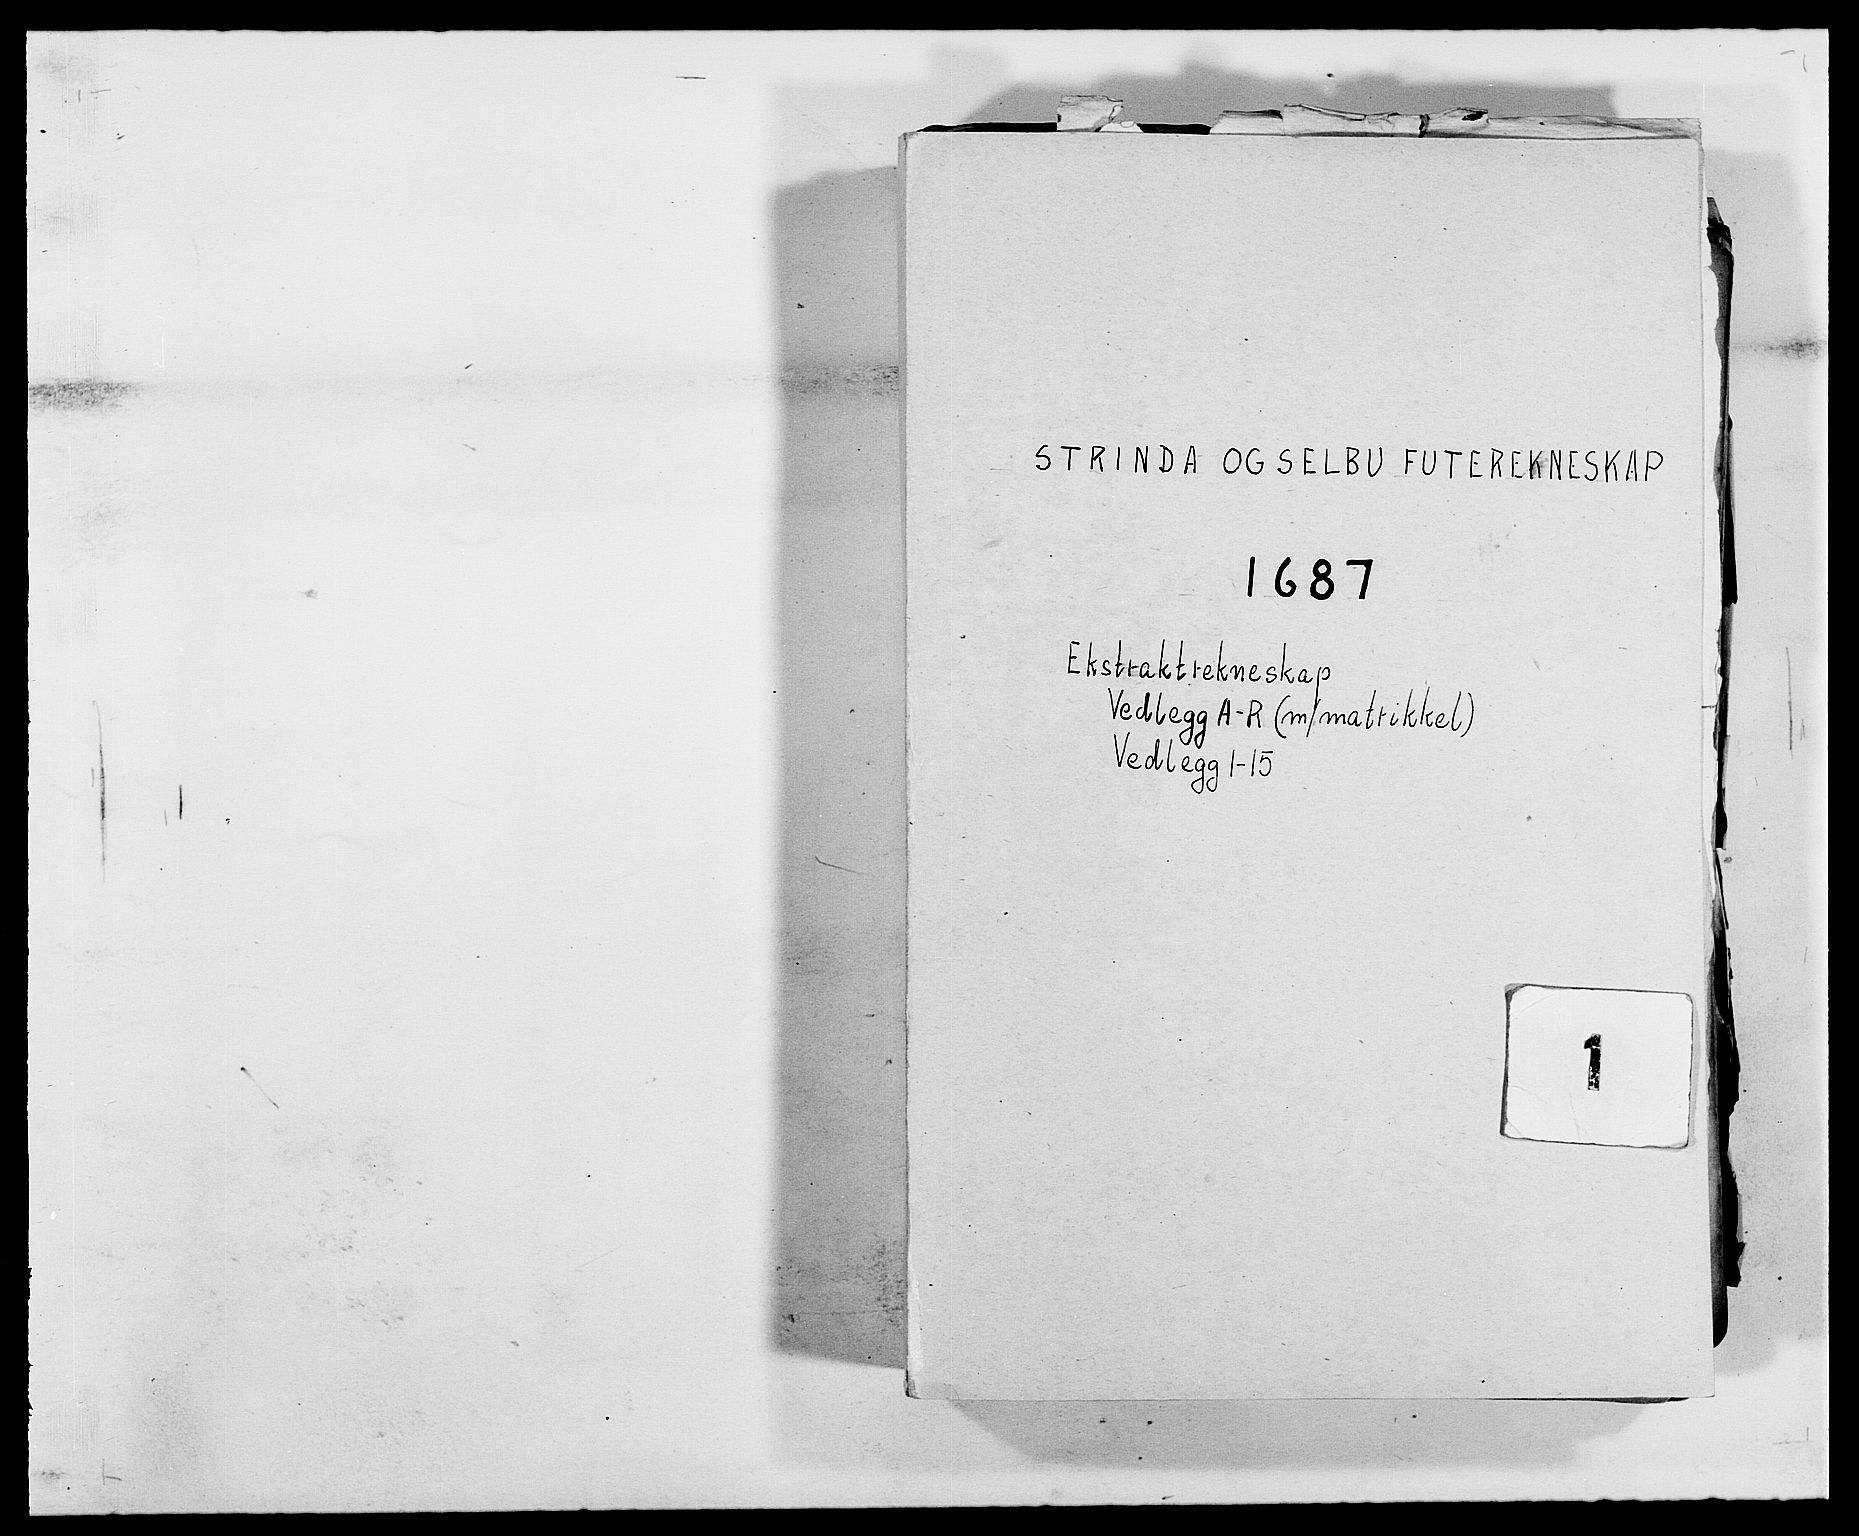 STRINDA OG SELBU FUTEREKNESKAP
1687
Ekstraktrekneskap
Vedlegg A-R (m/matrikkel)
Vedlegg 1-15
1